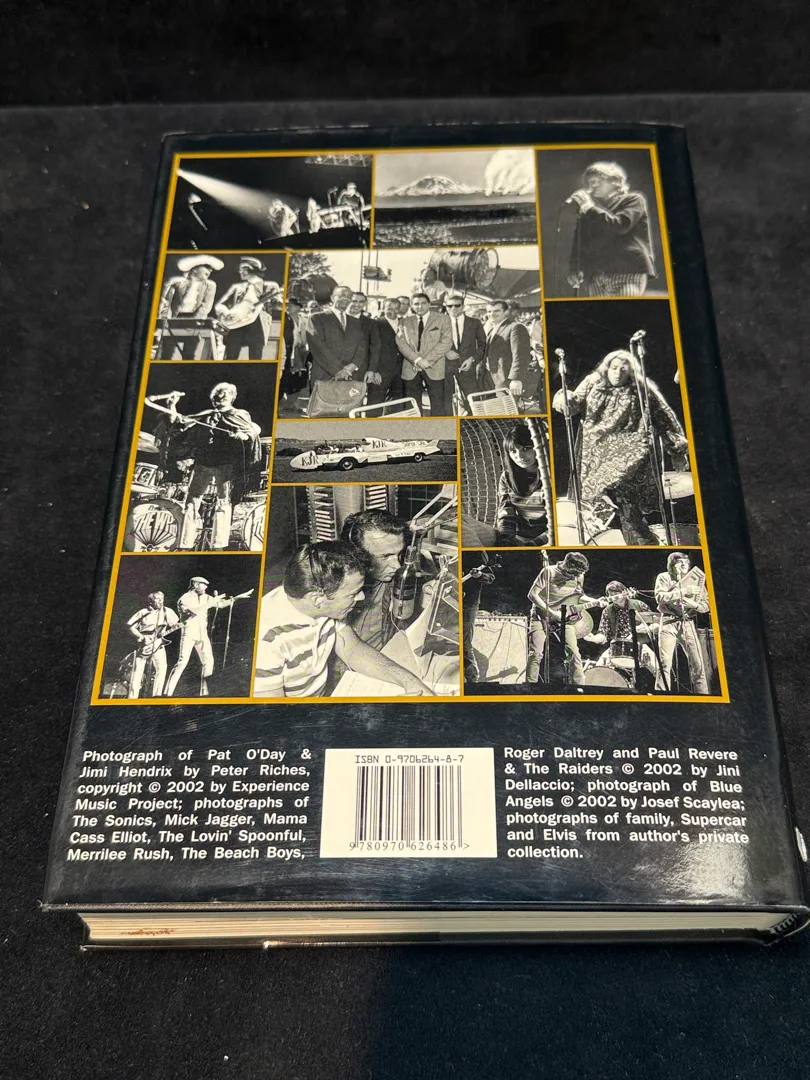 KJR
KJR
Photograph of Pat O'Day &
Jimi Hendrix by Peter Riches,
copyright © 2002 by Experience
Music Project; photographs of
The Sonics, Mick Jagger, Mama
Cass Elliot, The Lovin' Spoonful,
Merrilee Rush, The Beach Boys,
ISBN 0-9706264-8-7
9780970626486>
Roger Daltrey and Paul Revere
& The Raiders © 2002 by Jini
Dellaccio; photograph of Blue
Angels © 2002 by Josef Scaylea;
photographs of family, Supercar
and Elvis from author's private
collection.